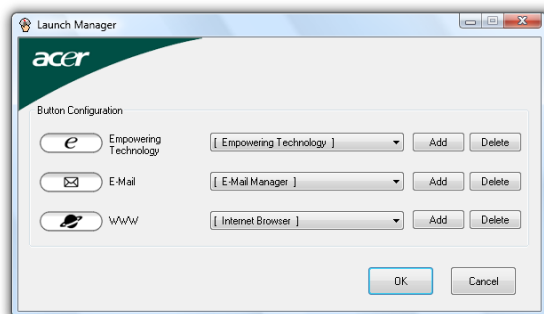 Launch Manager
acer
Button Configuration
e Empowering Technology [ Empowering Technology ] Add Delete
E-Mail [ E-Mail Manager ] Add Delete
WWW [ Internet Browser ] Add Delete
OK Cancel